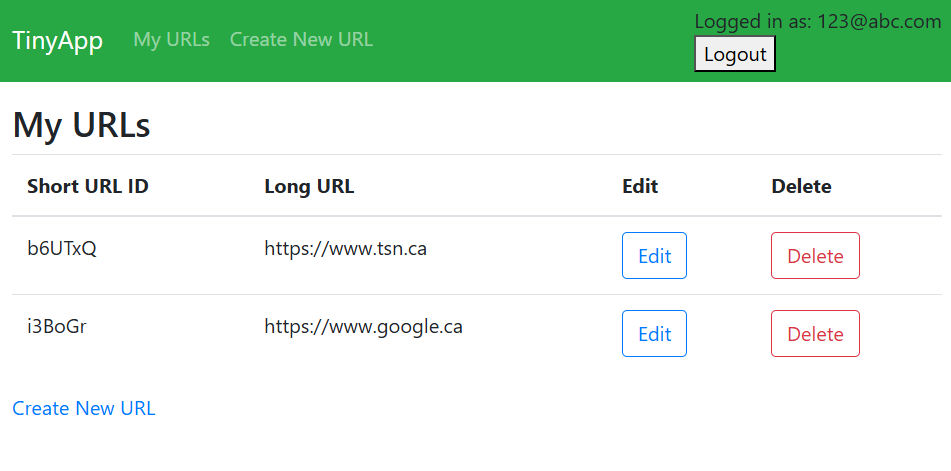 TinyApp My URLs Create New URL Logged in as: 123@abc.com
Logout
My URLs
Short URL ID Long URL Edit Delete
b6UTxQ https://www.tsn.ca Edit Delete
i3BoGr https://www.google.ca Edit Delete
Create New URL